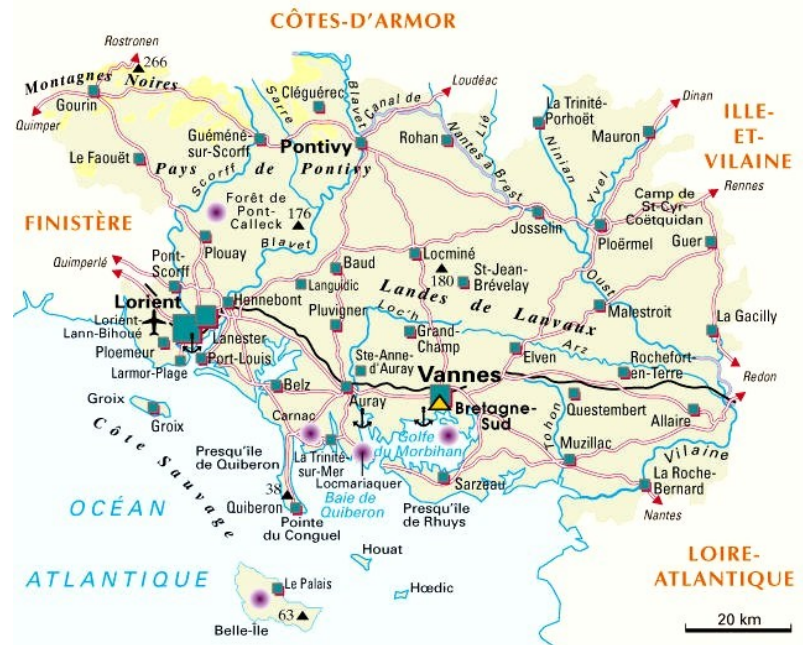 CÔTES-D'ARMOR
Rostronen
266
Montagnes Noires
Gourin
Quimper
Cléguérec
Sarre
Blavet
Canal de
Nantes à Brest
Loudéac
Lié
La Trinité-
Porhoët
Dinan
ILLE-
ET-
VILAINE
Mauron
Guéméné-
sur-Scorff
Pontivy
Rohan
Ninian
Yvel
Le Faouët
Pays de Pontivy
Scorff
Forêt de
Pont-
Calleck
176
Camp de
St-Cyr-
Coëtquidan
Rennes
FINISTÈRE
Blavet
Josselin
Ploërmel
Guer
Quimperlé
Plouay
Pont-
Scorff
Baud
Locminé
180
St-Jean-
Brévelay
Oust
Languidic
Landes de Lanvaux
Lorient
Hennebont
Pluvigner
Loc'h
Malestroit
La Gacilly
Lorient-
Lann-Bihoué
Lanester
Grand-
Champ
Arz
Ploemeur
Port-Louis
Ste-Anne-
d'Auray
Elven
Rochefort-
en-Terre
Redon
Larmor-Plage
Vannes
Belz
Auray
Bretagne-
Sud
Questembert
Allaire
Groix
Groix
Carnac
Golfe
du Morbihan
Tohon
Muzillac
Vilaine
Côte Sauvage
Presqu'île
de Quiberon
La Trinité-
sur-Mer
Locmariaquer
Sarzeau
La Roche-
Bernard
38
Quiberon
Baie de
Quiberon
Presqu'île
de Rhuys
Nantes
OCÉAN
Pointe
du Conguel
ATLANTIQUE
Houat
Hœdic
LOIRE-
ATLANTIQUE
Le Palais
63
Belle-Île
20 km